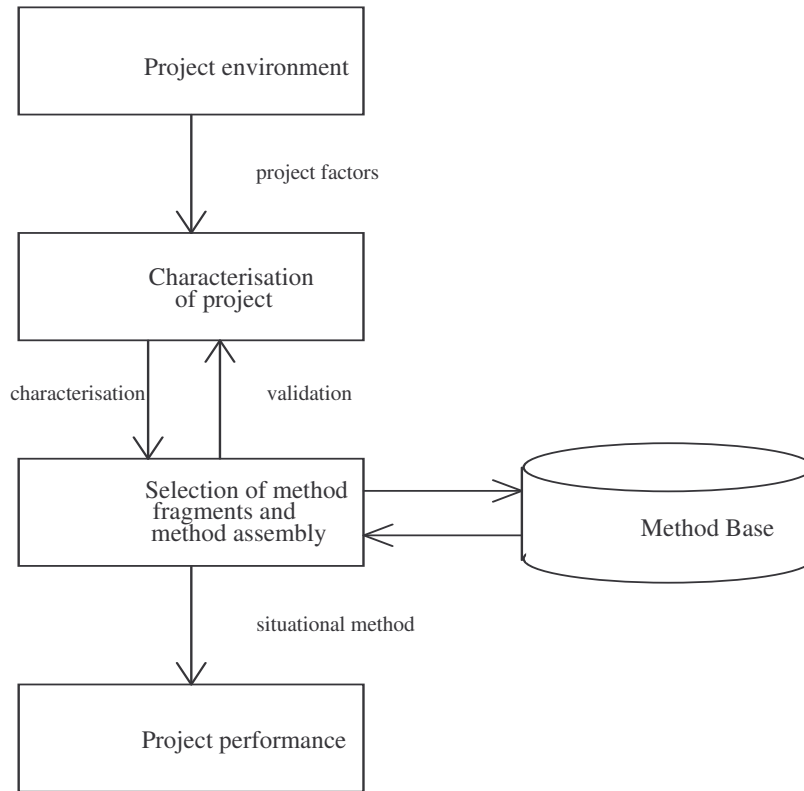 Project environment
project factors
Characterisation
of project
characterisation
validation
Selection of method
fragments and
method assembly
Method Base
situational method
Project performance